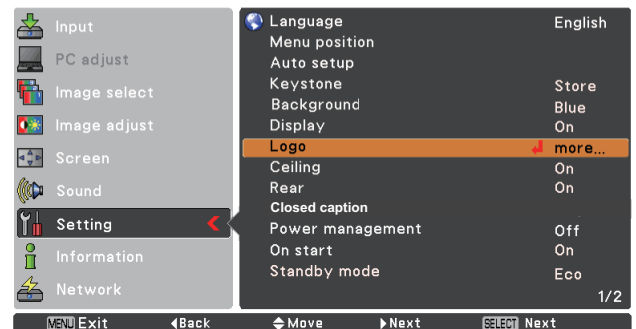 Input
PC adjust
Image select
Image adjust
Screen
Sound
Setting
Information
Network
Language English
Menu position
Auto setup
Keystone Store
Background Blue
Display On
Logo more...
Ceiling On
Rear On
Closed caption
Power management Off
On start On
Standby mode Eco
1/2
MENU Exit Back Move Next SELECT Next